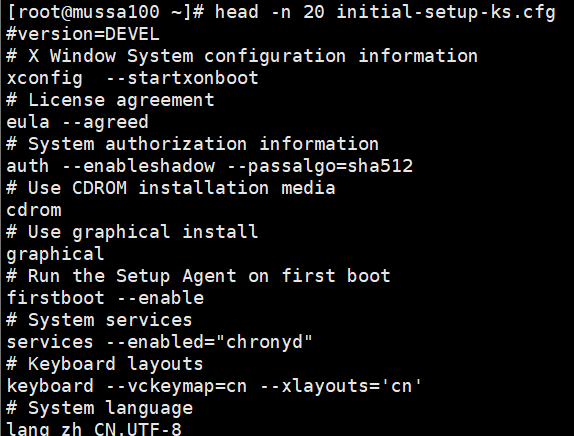 [root@mussa100 ~]# head -n 20 initial-setup-ks.cfg
#version=DEVEL
# X Window System configuration information
xconfig  --startxonboot
# License agreement
eula --agreed
# System authorization information
auth --enableshadow --passalgo=sha512
# Use CDROM installation media
cdrom
# Use graphical install
graphical
# Run the Setup Agent on first boot
firstboot --enable
# System services
services --enabled="chronyd"
# Keyboard layouts
keyboard --vckeymap=cn --xlayouts='cn'
# System language
lang zh_CN.UTF-8